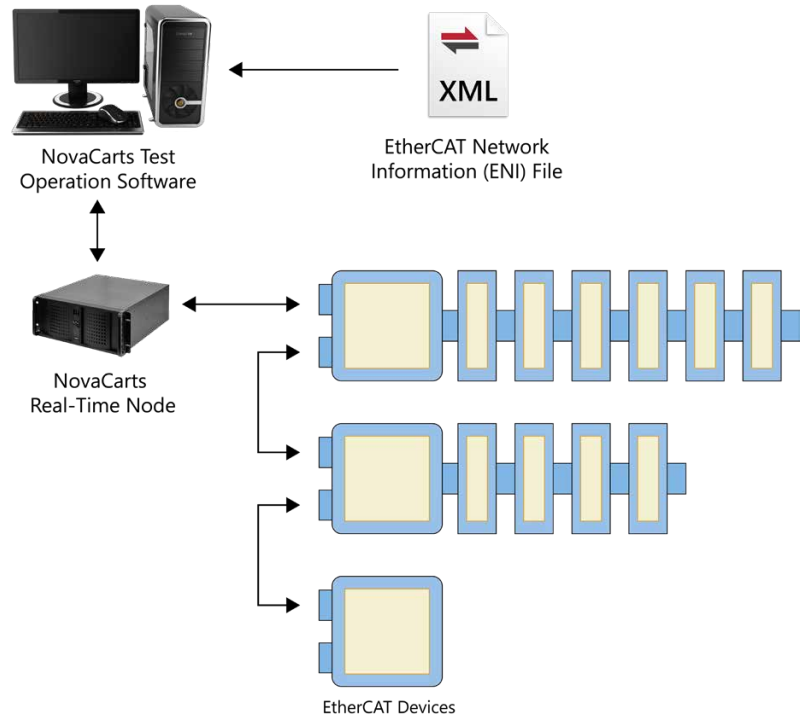 XML
NovaCarts Test
Operation Software
EtherCAT Network
Information (ENI) File
NovaCarts
Real-Time Node
EtherCAT Devices